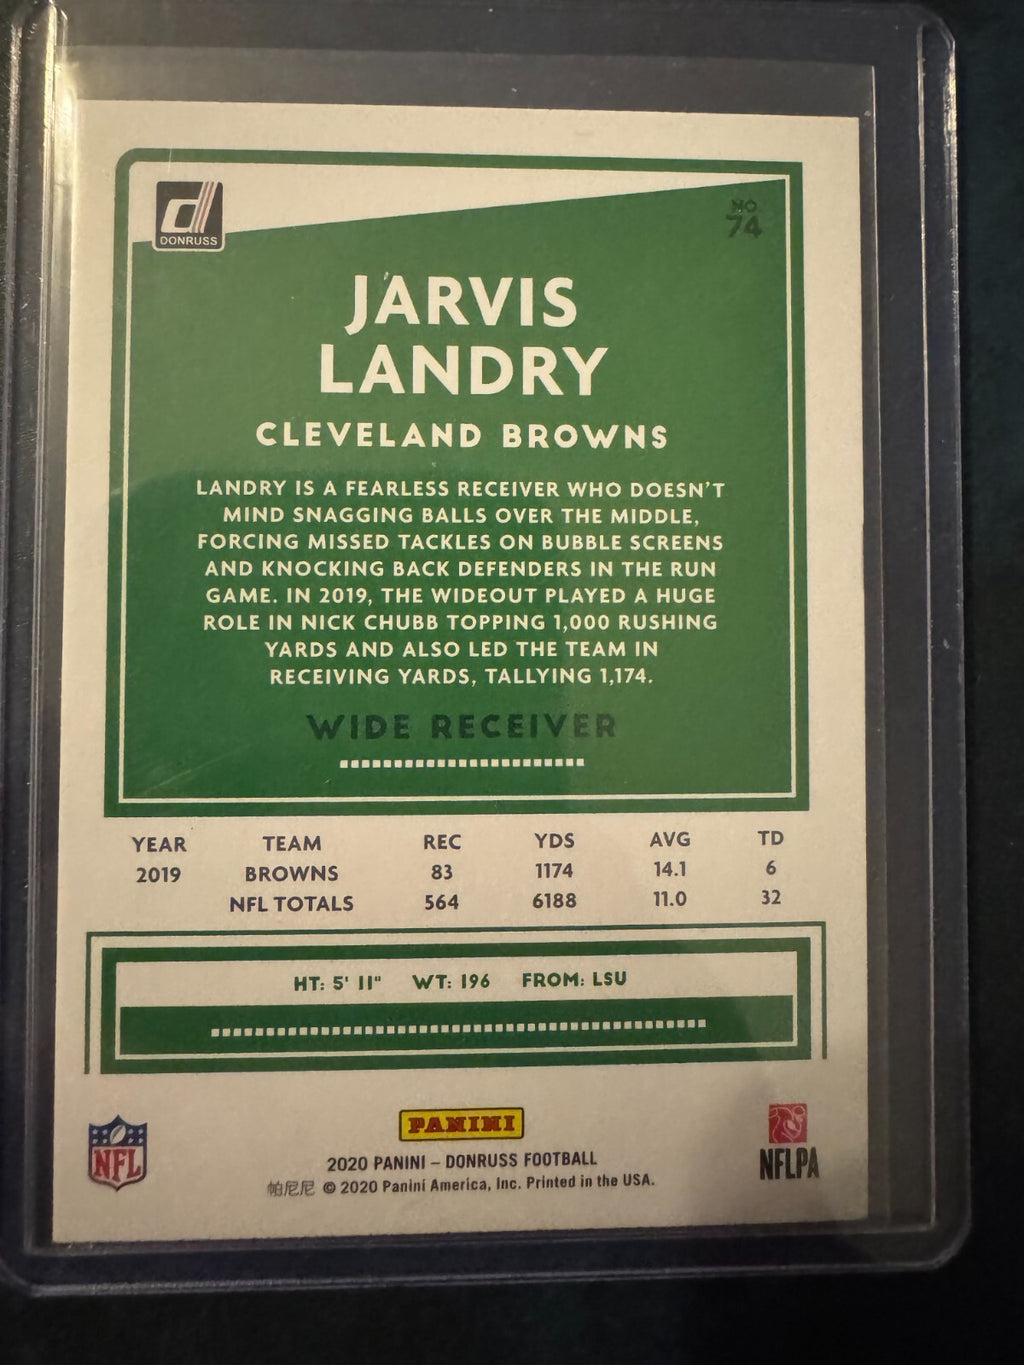 DONRUSS
NO
74
JARVIS
LANDRY
CLEVELAND BROWNS
LANDRY IS A FEARLESS RECEIVER WHO DOESN'T
MIND SNAGGING BALLS OVER THE MIDDLE,
FORCING MISSED TACKLES ON BUBBLE SCREENS
AND KNOCKING BACK DEFENDERS IN THE RUN
GAME. IN 2019, THE WIDEOUT PLAYED A HUGE
ROLE IN NICK CHUBB TOPPING 1,000 RUSHING
YARDS AND ALSO LED THE TEAM IN
RECEIVING YARDS, TALLYING 1,174.
WIDE RECEIVER
YEAR TEAM REC YDS AVG TD
2019 BROWNS 83 1174 14.1 6
NFL TOTALS 564 6188 11.0 32
HT: 5' 11" WT: 196 FROM: LSU
NFL
PANINI
NFLPA
2020 PANINI – DONRUSS FOOTBALL
帕尼尼 © 2020 Panini America, Inc. Printed in the USA.